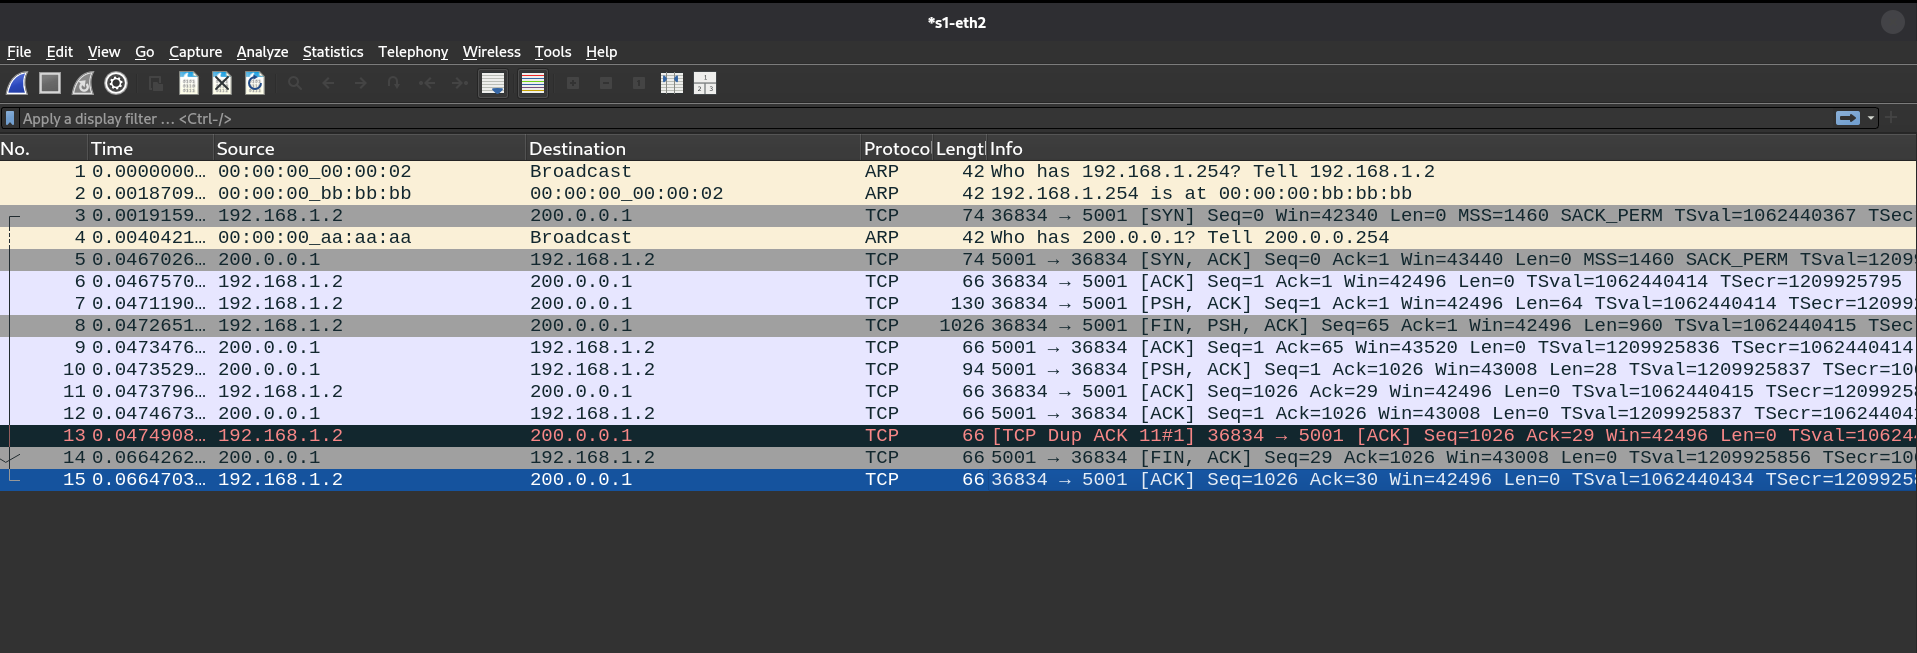 *s1-eth2
File Edit View Go Capture Analyze Statistics Telephony Wireless Tools Help
Apply a display filter … <Ctrl-/>
No. Time Source Destination Protoco Lengt Info
1 0.0000000… 00:00:00_00:00:02 Broadcast ARP 42 Who has 192.168.1.254? Tell 192.168.1.2
2 0.0018709… 00:00:00_bb:bb:bb 00:00:00_00:00:02 ARP 42 192.168.1.254 is at 00:00:00:bb:bb:bb
3 0.0019159… 192.168.1.2 200.0.0.1 TCP 74 36834 → 5001 [SYN] Seq=0 Win=42340 Len=0 MSS=1460 SACK_PERM TSval=1062440367 TSec
4 0.0040421… 00:00:00_aa:aa:aa Broadcast ARP 42 Who has 200.0.0.1? Tell 200.0.0.254
5 0.0467026… 200.0.0.1 192.168.1.2 TCP 74 5001 → 36834 [SYN, ACK] Seq=0 Ack=1 Win=43440 Len=0 MSS=1460 SACK_PERM TSval=1209
6 0.0467570… 192.168.1.2 200.0.0.1 TCP 66 36834 → 5001 [ACK] Seq=1 Ack=1 Win=42496 Len=0 TSval=1062440414 TSecr=1209925795
7 0.0471190… 192.168.1.2 200.0.0.1 TCP 130 36834 → 5001 [PSH, ACK] Seq=1 Ack=1 Win=42496 Len=64 TSval=1062440414 TSecr=12099
8 0.0472651… 192.168.1.2 200.0.0.1 TCP 1026 36834 → 5001 [FIN, PSH, ACK] Seq=65 Ack=1 Win=42496 Len=960 TSval=1062440415 TSec
9 0.0473476… 200.0.0.1 192.168.1.2 TCP 66 5001 → 36834 [ACK] Seq=1 Ack=65 Win=43520 Len=0 TSval=1209925836 TSecr=1062440414
10 0.0473529… 200.0.0.1 192.168.1.2 TCP 94 5001 → 36834 [PSH, ACK] Seq=1 Ack=1026 Win=43008 Len=28 TSval=1209925837 TSecr=106
11 0.0473796… 192.168.1.2 200.0.0.1 TCP 66 36834 → 5001 [ACK] Seq=1026 Ack=29 Win=42496 Len=0 TSval=1062440415 TSecr=1209925
12 0.0474673… 200.0.0.1 192.168.1.2 TCP 66 5001 → 36834 [ACK] Seq=1 Ack=1026 Win=43008 Len=0 TSval=1209925837 TSecr=10624404
13 0.0474908… 192.168.1.2 200.0.0.1 TCP 66 [TCP Dup ACK 11#1] 36834 → 5001 [ACK] Seq=1026 Ack=29 Win=42496 Len=0 TSval=10624
14 0.0664262… 200.0.0.1 192.168.1.2 TCP 66 5001 → 36834 [FIN, ACK] Seq=29 Ack=1026 Win=43008 Len=0 TSval=1209925856 TSecr=106
15 0.0664703… 192.168.1.2 200.0.0.1 TCP 66 36834 → 5001 [ACK] Seq=1026 Ack=30 Win=42496 Len=0 TSval=1062440434 TSecr=1209925